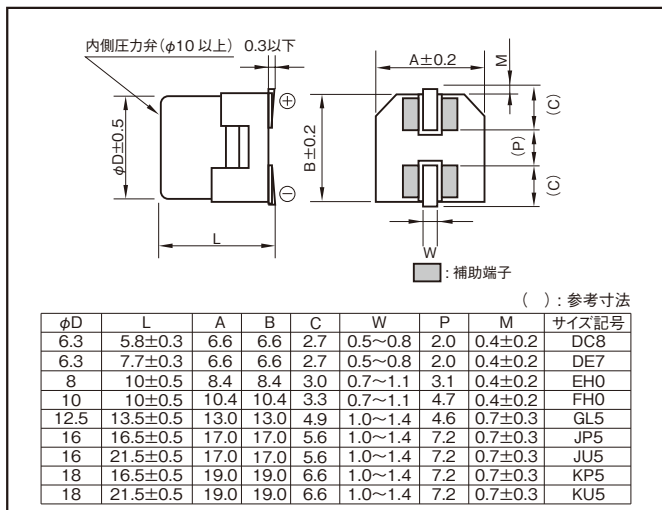 内側圧力弁(φ10 以上) 0.3以下
A±0.2
M
(C)
(P)
(C)
φD±0.5
B±0.2
⊕
⊖
L
W
: 補助端子
( ) : 参考寸法
φD L A B C W P M サイズ記号
6.3 5.8±0.3 6.6 6.6 2.7 0.5～0.8 2.0 0.4±0.2 DC8
6.3 7.7±0.3 6.6 6.6 2.7 0.5～0.8 2.0 0.4±0.2 DE7
8 10±0.5 8.4 8.4 3.0 0.7～1.1 3.1 0.4±0.2 EH0
10 10±0.5 10.4 10.4 3.3 0.7～1.1 4.7 0.4±0.2 FH0
12.5 13.5±0.5 13.0 13.0 4.9 1.0～1.4 4.6 0.7±0.3 GL5
16 16.5±0.5 17.0 17.0 5.6 1.0～1.4 7.2 0.7±0.3 JP5
16 21.5±0.5 17.0 17.0 5.6 1.0～1.4 7.2 0.7±0.3 JU5
18 16.5±0.5 19.0 19.0 6.6 1.0～1.4 7.2 0.7±0.3 KP5
18 21.5±0.5 19.0 19.0 6.6 1.0～1.4 7.2 0.7±0.3 KU5